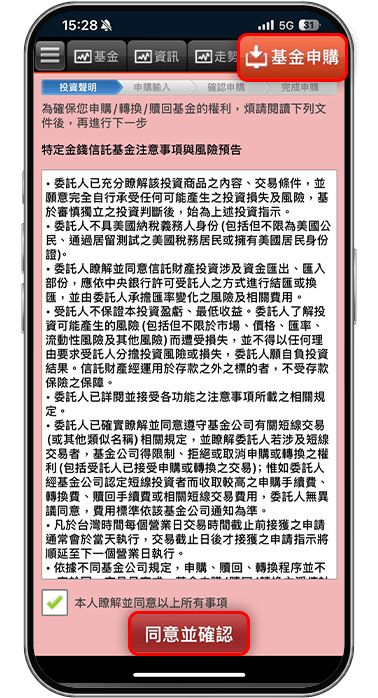 15:28 5G 31
基金 資訊 走勢 基金申購
投資聲明 申購輸入 確認申購 完成申購
為確保您申購/轉換/贖回基金的權利，煩請閱讀下列文
件後，再進行下一步
特定金錢信託基金注意事項與風險預告
•委託人已充分瞭解該投資商品之內容、交易條件，並
願意完全自行承受任何可能產生之投資損失及風險，基
於審慎獨立之投資判斷後，始為上述投資指示。
•委託人不具美國納稅義務人身份(包括但不限為美國公
民、通過居留測試之美國稅務居民或擁有美國居民身份
證)。
•委託人瞭解並同意信託財產投資涉及資金匯出、匯入
部份，應依中央銀行許可受託人之方式進行結匯或換
匯，並由委託人承擔匯率變化之風險及相關費用。
•受託人不保證本投資盈虧、最低收益。委託人了解投
資可能產生的風險(包括但不限於市場、價格、匯率、
流動性風險及其他風險)而遭受損失，並不得以任何理
由要求受託人分擔投資風險或損失，委託人願自負投資
結果。信託財產經運用於存款之外之標的者，不受存款
保險之保障。
•委託人已詳閱並接受各功能之注意事項所載之相關規
定。
•委託人已確實瞭解並同意遵守基金公司有關短線交易
(或其他類似名稱)相關規定，並瞭解委託人若涉及短線
交易者，基金公司得限制、拒絕或取消申購或轉換之權
利(包括受託人已接受申購或轉換之交易)；惟如委託人
經基金公司認定短線投資者而收取較高之申購手續費、
轉換費、贖回手續費或相關短線交易費用，委託人無異
議同意，費用標準依該基金公司通知為準。
•凡於台灣時間每個營業日交易時間截止前接獲之申請
通常會於當天執行，交易截止日後才接獲之申請指示將
順延至下一個營業日執行。
•依據不同基金公司規定，申購、贖回、轉換程序並不
本人瞭解並同意以上所有事項
同意並確認